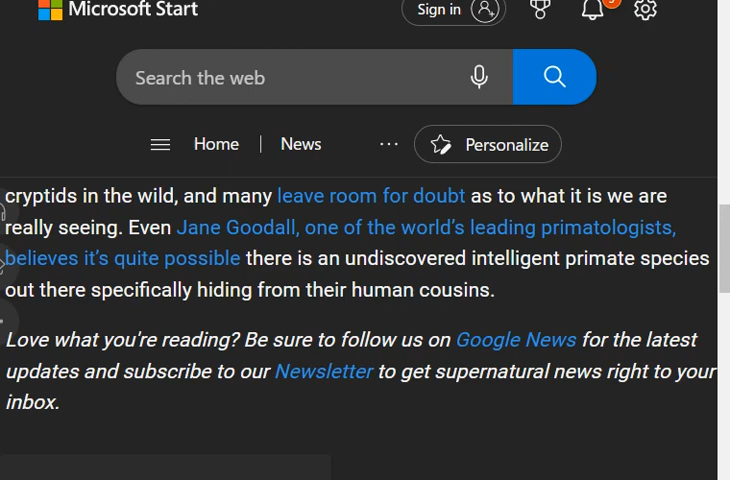 Microsoft Start
Sign in
Search the web
Home
News
Personalize
cryptids in the wild, and many leave room for doubt as to what it is we are
really seeing. Even Jane Goodall, one of the world's leading primatologists,
believes it's quite possible there is an undiscovered intelligent primate species
out there specifically hiding from their human cousins.
Love what you're reading? Be sure to follow us on Google News for the latest
updates and subscribe to our Newsletter to get supernatural news right to your
inbox.